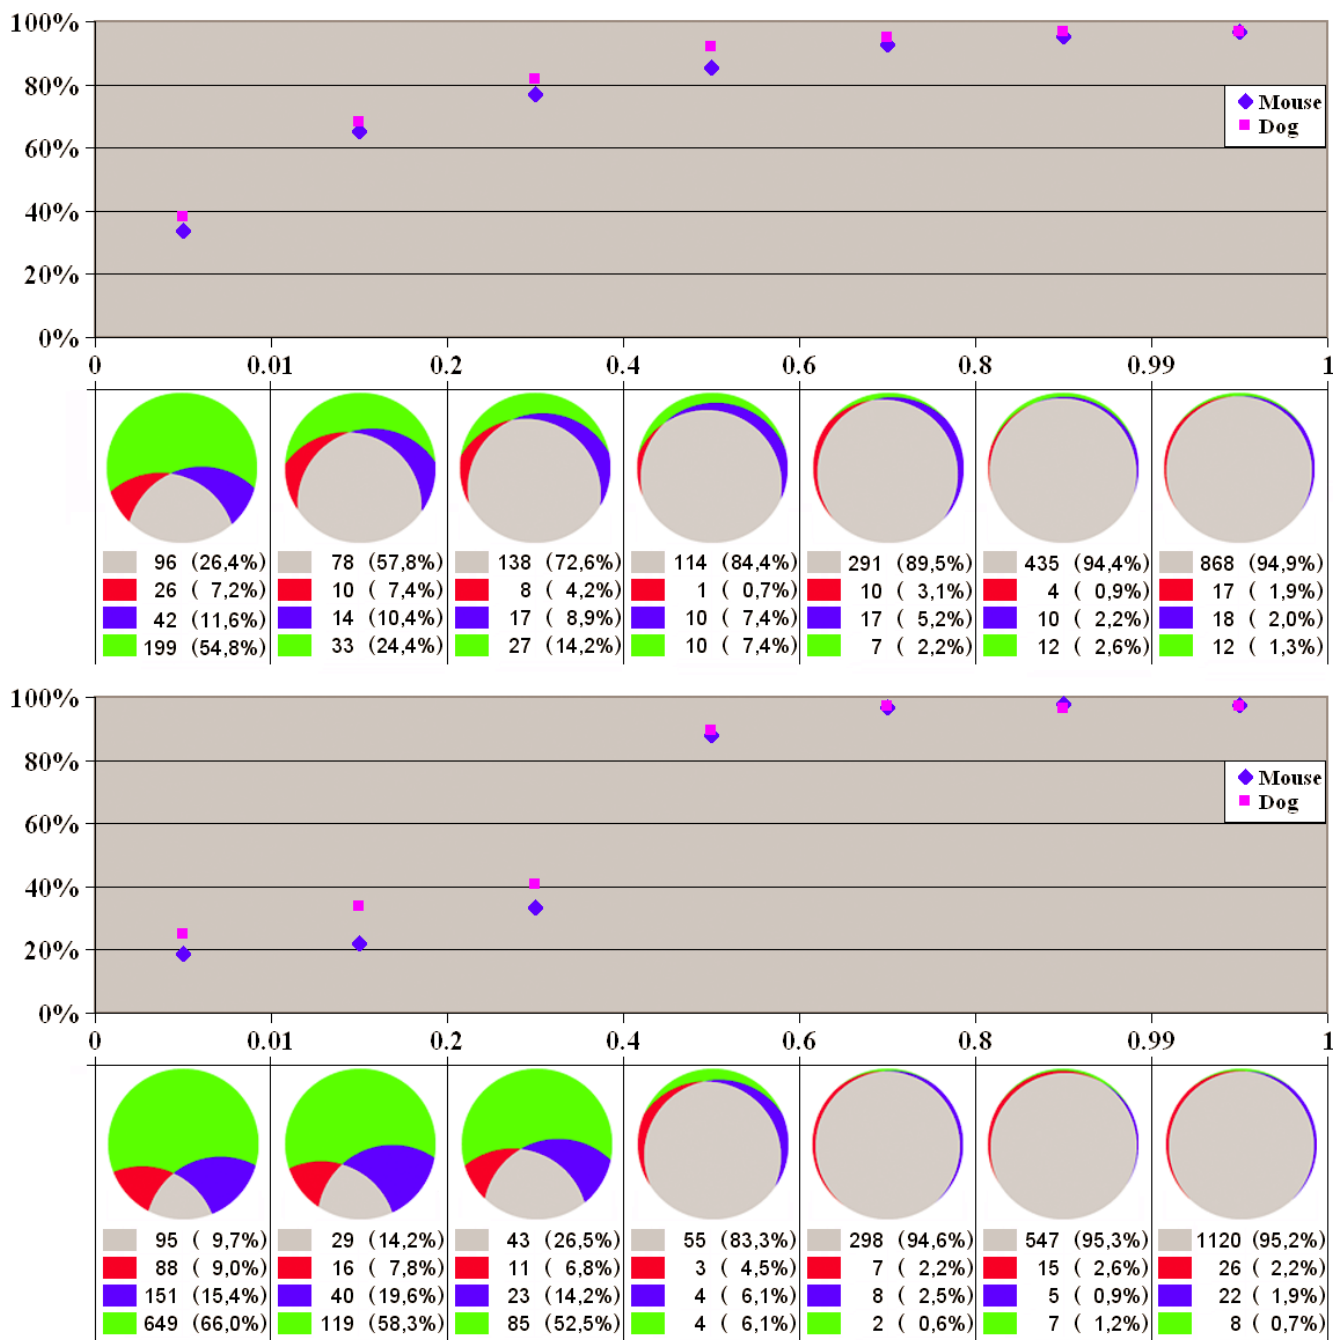 100%
80%
Mouse
Dog
60%
40%
20%
0%
0 0.01 0.2 0.4 0.6 0.8 0.99 1
96 (26,4%) 78 (57,8%) 138 (72,6%) 114 (84,4%) 291 (89,5%) 435 (94,4%) 868 (94,9%)
26 ( 7,2%) 10 ( 7,4%) 8 ( 4,2%) 1 ( 0,7%) 10 ( 3,1%) 4 ( 0,9%) 17 ( 1,9%)
42 (11,6%) 14 (10,4%) 17 ( 8,9%) 10 ( 7,4%) 17 ( 5,2%) 10 ( 2,2%) 18 ( 2,0%)
199 (54,8%) 33 (24,4%) 27 (14,2%) 10 ( 7,4%) 7 ( 2,2%) 12 ( 2,6%) 12 ( 1,3%)
100%
80%
Mouse
Dog
60%
40%
20%
0%
0 0.01 0.2 0.4 0.6 0.8 0.99 1
95 ( 9,7%) 29 (14,2%) 43 (26,5%) 55 (83,3%) 298 (94,6%) 547 (95,3%) 1120 (95,2%)
88 ( 9,0%) 16 ( 7,8%) 11 ( 6,8%) 3 ( 4,5%) 7 ( 2,2%) 15 ( 2,6%) 26 ( 2,2%)
151 (15,4%) 40 (19,6%) 23 (14,2%) 4 ( 6,1%) 8 ( 2,5%) 5 ( 0,9%) 22 ( 1,9%)
649 (66,0%) 119 (58,3%) 85 (52,5%) 4 ( 6,1%) 2 ( 0,6%) 7 ( 1,2%) 8 ( 0,7%)